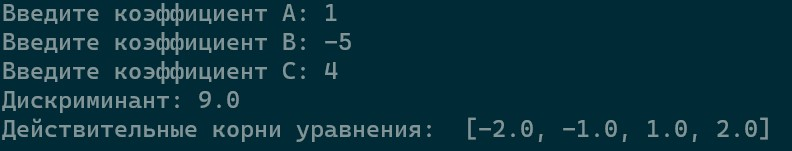 Введите коэффициент A: 1
Введите коэффициент B: -5
Введите коэффициент C: 4
Дискриминант: 9.0
Действительные корни уравнения:  [-2.0, -1.0, 1.0, 2.0]